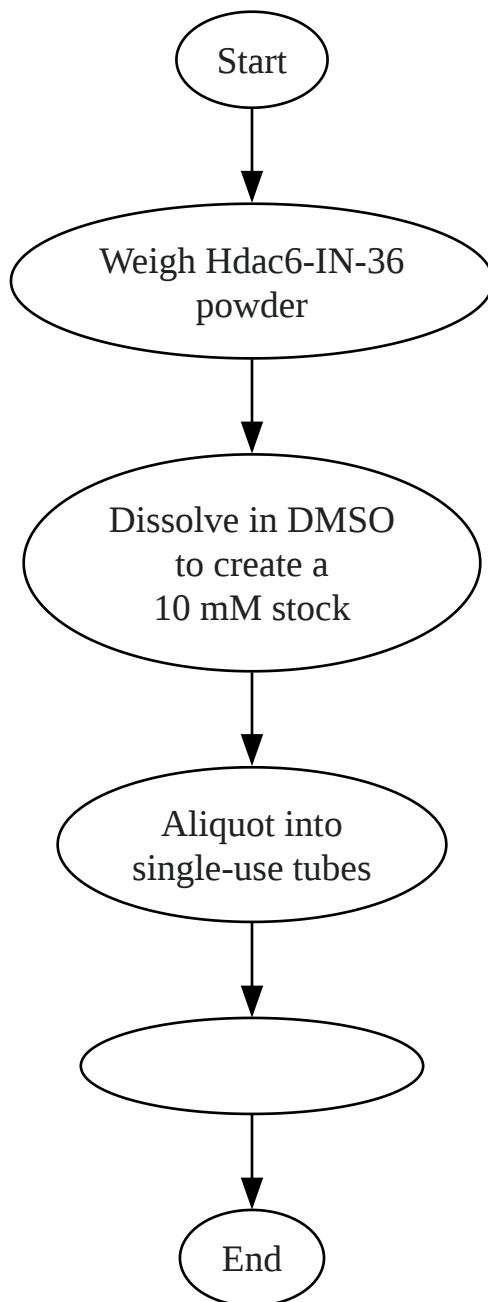 Start
Weigh Hdac6-IN-36
powder
Dissolve in DMSO
to create a
10 mM stock
Aliquot into
single-use tubes
End